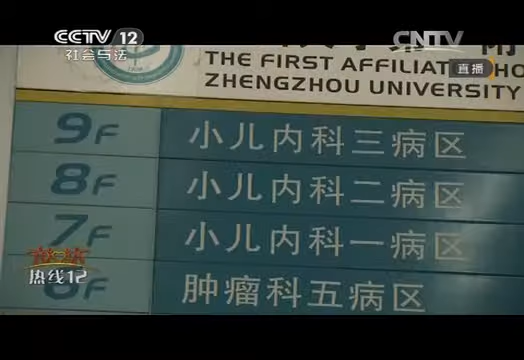 CCTV 12
社会与法
CNTV
直播
THE FIRST AFFILIAT HO
ZHENGZHOU UNIVERSITY
9F 小儿内科三病区
8F 小儿内科二病区
7F 小儿内科一病区
6F 肿瘤科五病区
热线12